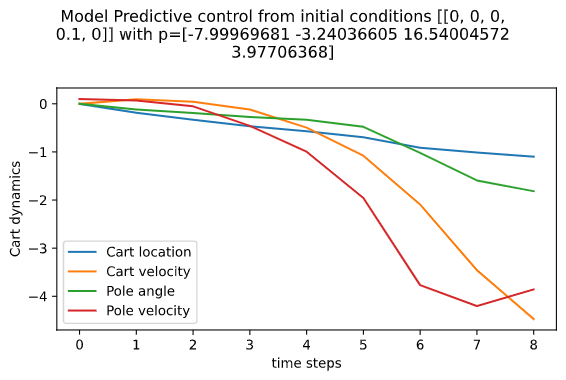 Model Predictive control from initial conditions [[0, 0, 0,
0.1, 0]] with p=[-7.99969681 -3.24036605 16.54004572
3.97706368]
Cart dynamics
0
−1
−2
−3
−4
Cart location
Cart velocity
Pole angle
Pole velocity
0 1 2 3 4 5 6 7 8
time steps